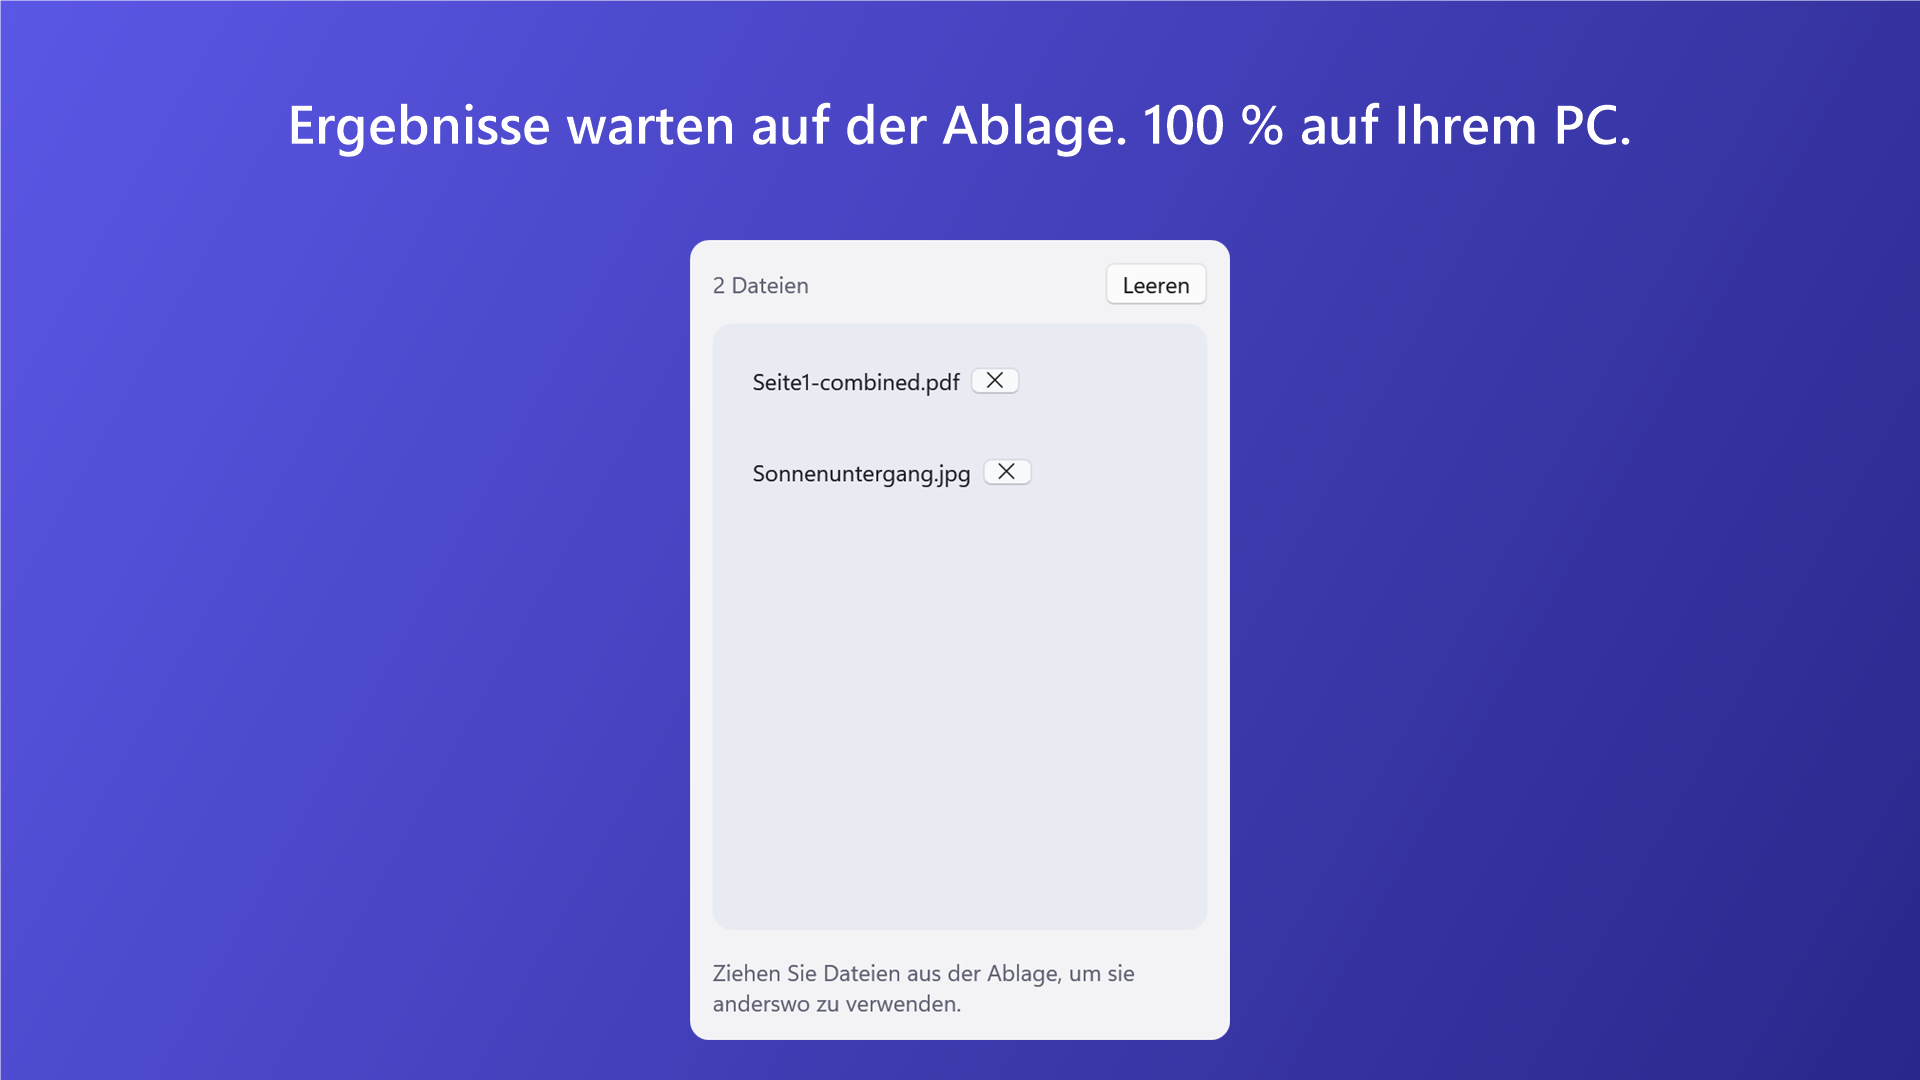 Ergebnisse warten auf der Ablage. 100 % auf Ihrem PC.
2 Dateien
Leeren
Seite1-combined.pdf
Sonnenuntergang.jpg
Ziehen Sie Dateien aus der Ablage, um sie
anderswo zu verwenden.